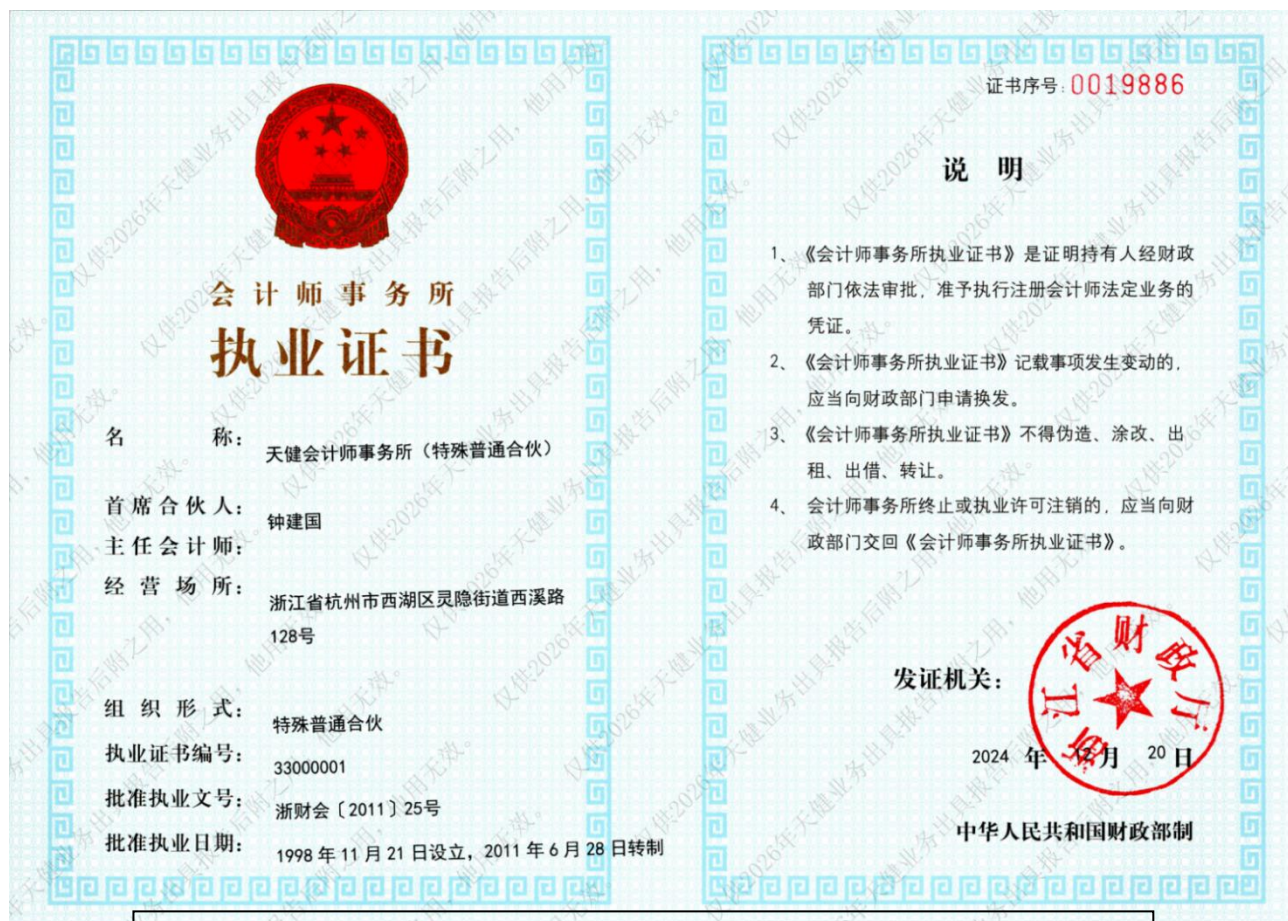 会计师事务所
执业证书
名 称：
天健会计师事务所（特殊普通合伙）
首席合伙人：
钟建国
主任会计师：
经营场所：
浙江省杭州市西湖区灵隐街道西溪路
128号
组织形式：
特殊普通合伙
执业证书编号：
33000001
批准执业文号：
浙财会〔2011〕25号
批准执业日期：
1998年11月21日设立，2011年6月28日转制
证书序号：0019886
说 明
1、《会计师事务所执业证书》是证明持有人经财政
部门依法审批，准予执行注册会计师法定业务的
凭证。
2、《会计师事务所执业证书》记载事项发生变动的，
应当向财政部门申请换发。
3、《会计师事务所执业证书》不得伪造、涂改、出
租、出借、转让。
4、会计师事务所终止或执业许可注销的，应当向财
政部门交回《会计师事务所执业证书》。
发证机关：
浙江省财政厅
2024年12月20日
中华人民共和国财政部制
仅供2026年天健业务出具报告后附之用，他用无效。